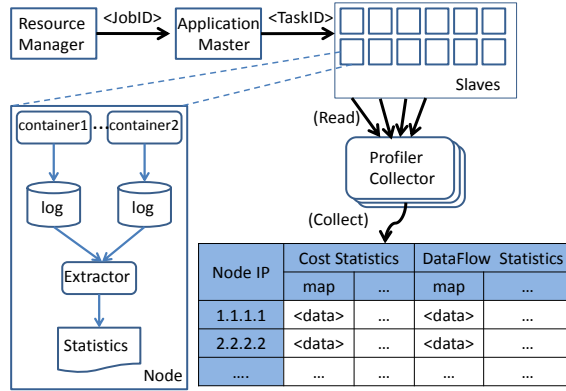 Resource Manager
<JobID>
Application Master
<TaskID>
Slaves
container1
...
container2
log
log
Extractor
Statistics
Node
(Read)
Profiler Collector
(Collect)
Node IP Cost Statistics DataFlow Statistics
map ... map ...
1.1.1.1 <data> ... <data> ...
2.2.2.2 <data> ... <data> ...
.... ... ... ... ...